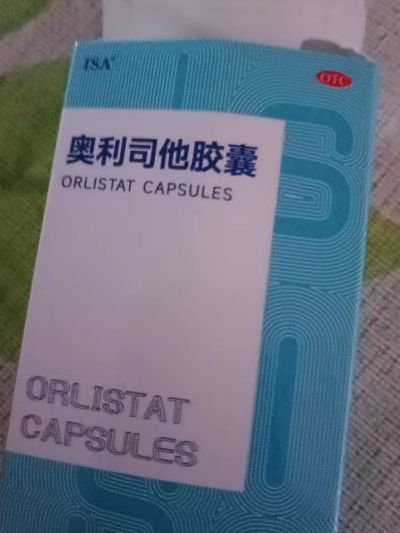 ISA
OTC
奥利司他胶囊
ORLISTAT CAPSULES
ORLISTAT
CAPSULES